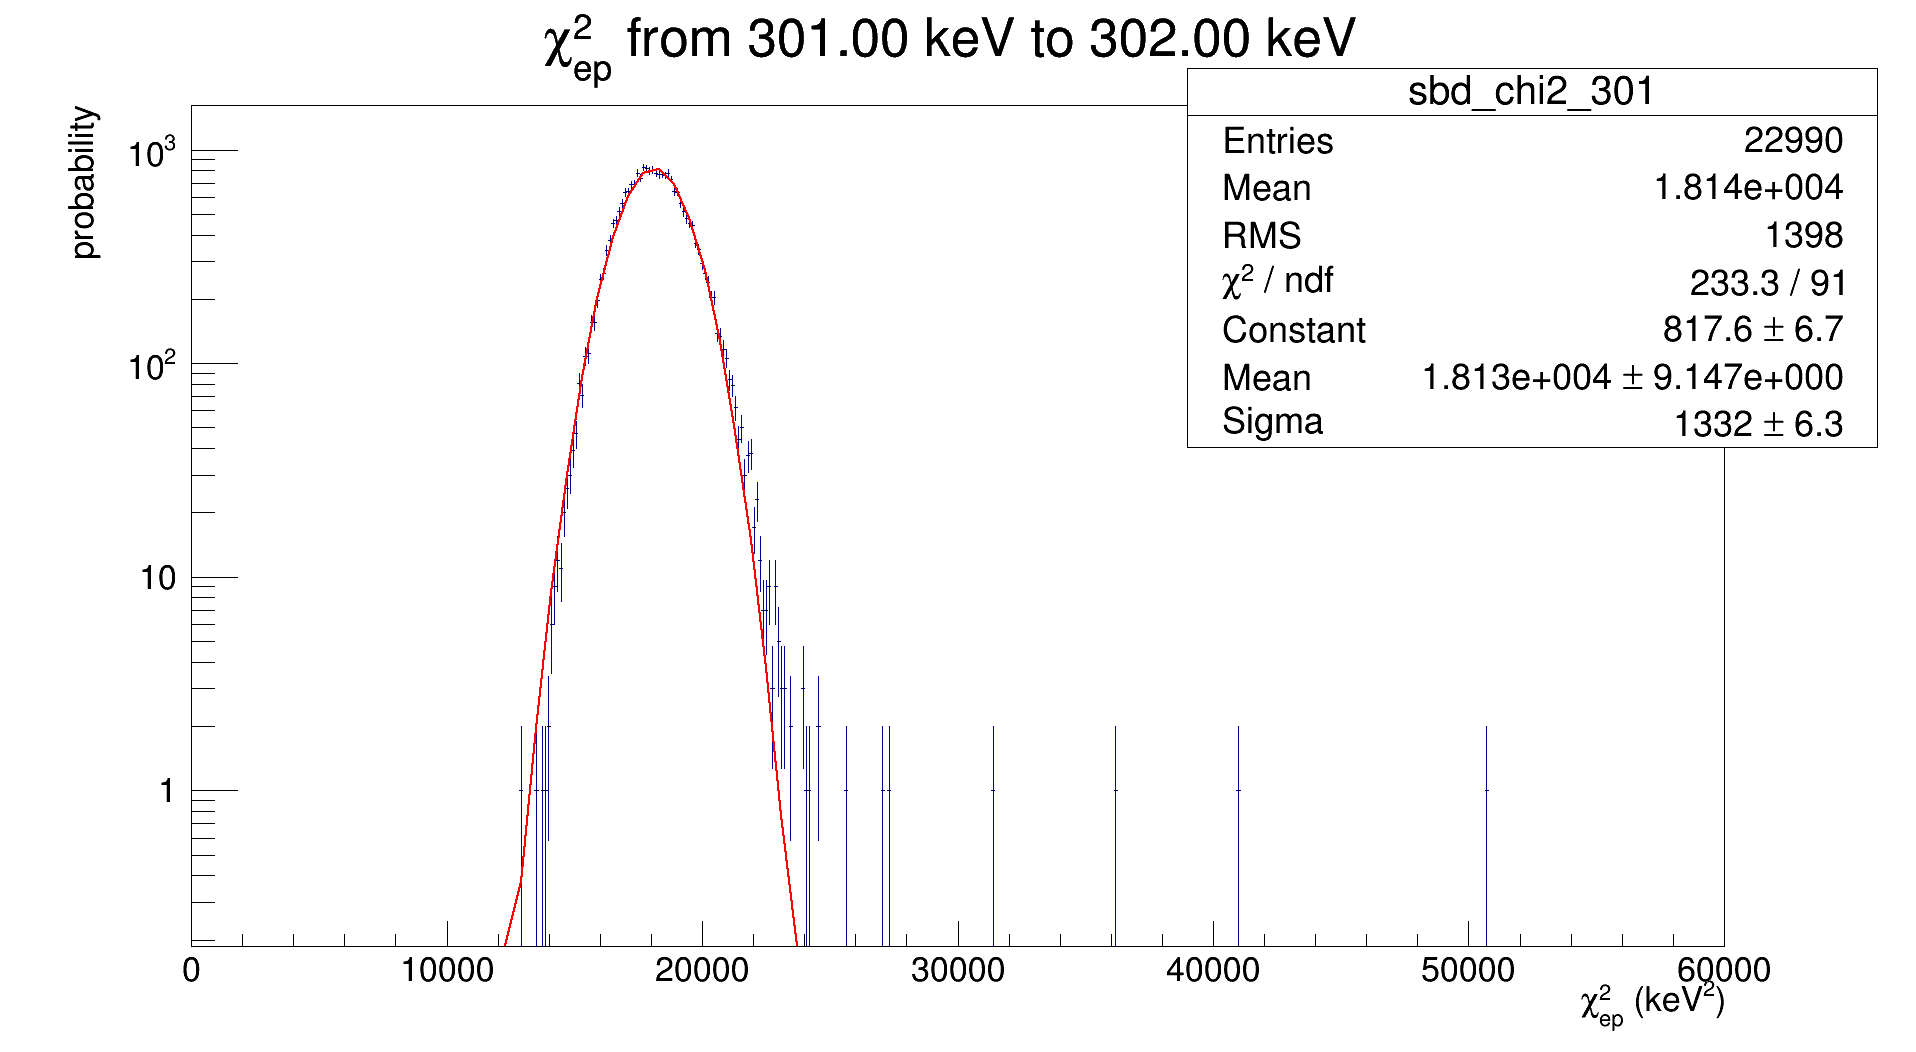 χ²ep from 301.00 keV to 302.00 keV
sbd_chi2_301
Entries 22990
Mean 1.814e+004
RMS 1398
χ² / ndf 233.3 / 91
Constant 817.6 ± 6.7
Mean 1.813e+004 ± 9.147e+000
Sigma 1332 ± 6.3
probability
10³
10²
10
1
0 10000 20000 30000 40000 50000 60000
χ²ep (keV²)